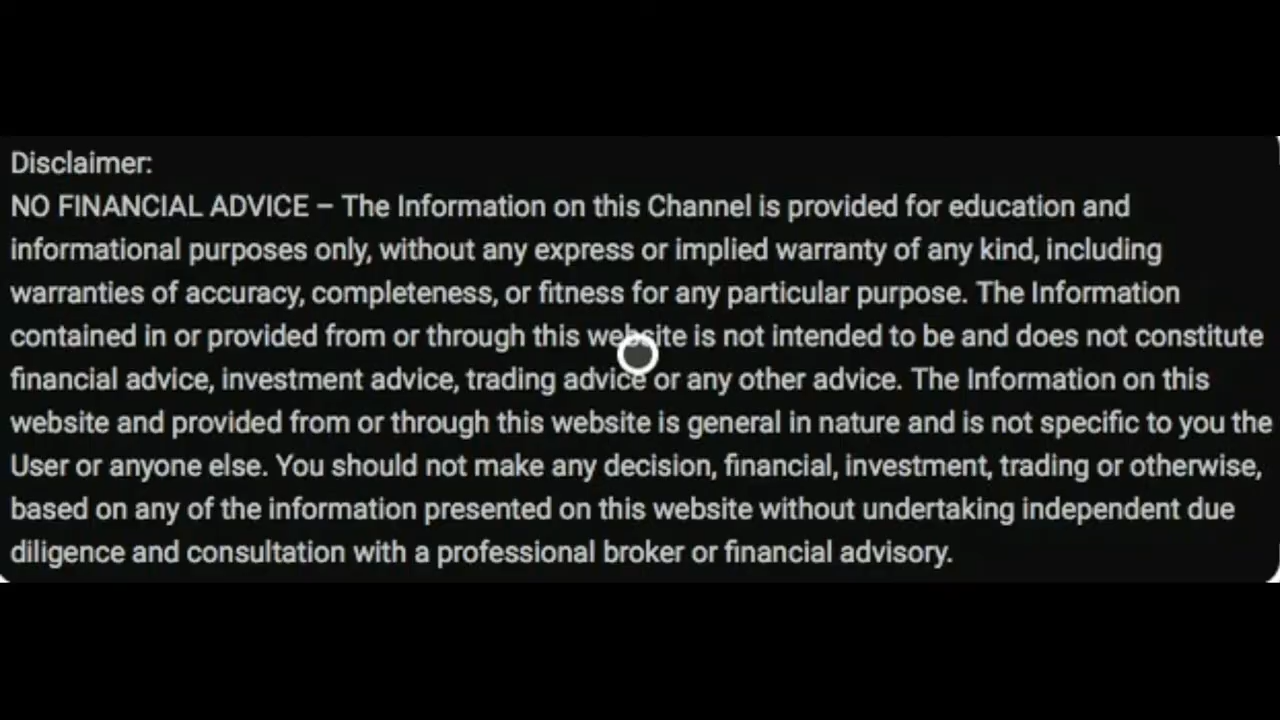 Disclaimer:
NO FINANCIAL ADVICE – The Information on this Channel is provided for education and
informational purposes only, without any express or implied warranty of any kind, including
warranties of accuracy, completeness, or fitness for any particular purpose. The Information
contained in or provided from or through this website is not intended to be and does not constitute
financial advice, investment advice, trading advice or any other advice. The Information on this
website and provided from or through this website is general in nature and is not specific to you the
User or anyone else. You should not make any decision, financial, investment, trading or otherwise,
based on any of the information presented on this website without undertaking independent due
diligence and consultation with a professional broker or financial advisory.